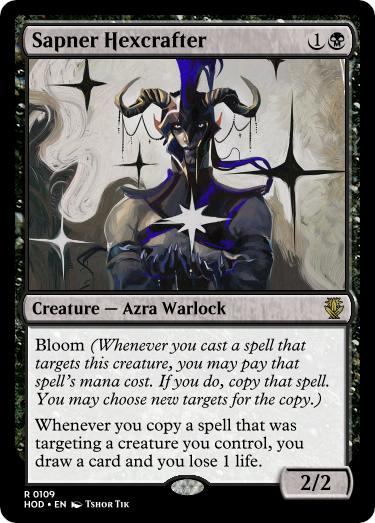 Sapner Hexcrafter 1
Creature — Azra Warlock
Bloom (Whenever you cast a spell that
targets this creature, you may pay that
spell's mana cost. If you do, copy that spell.
You may choose new targets for the copy.)
Whenever you copy a spell that was
targeting a creature you control, you
draw a card and you lose 1 life.
2/2
R 0109
HOD • EN Tshor Tik